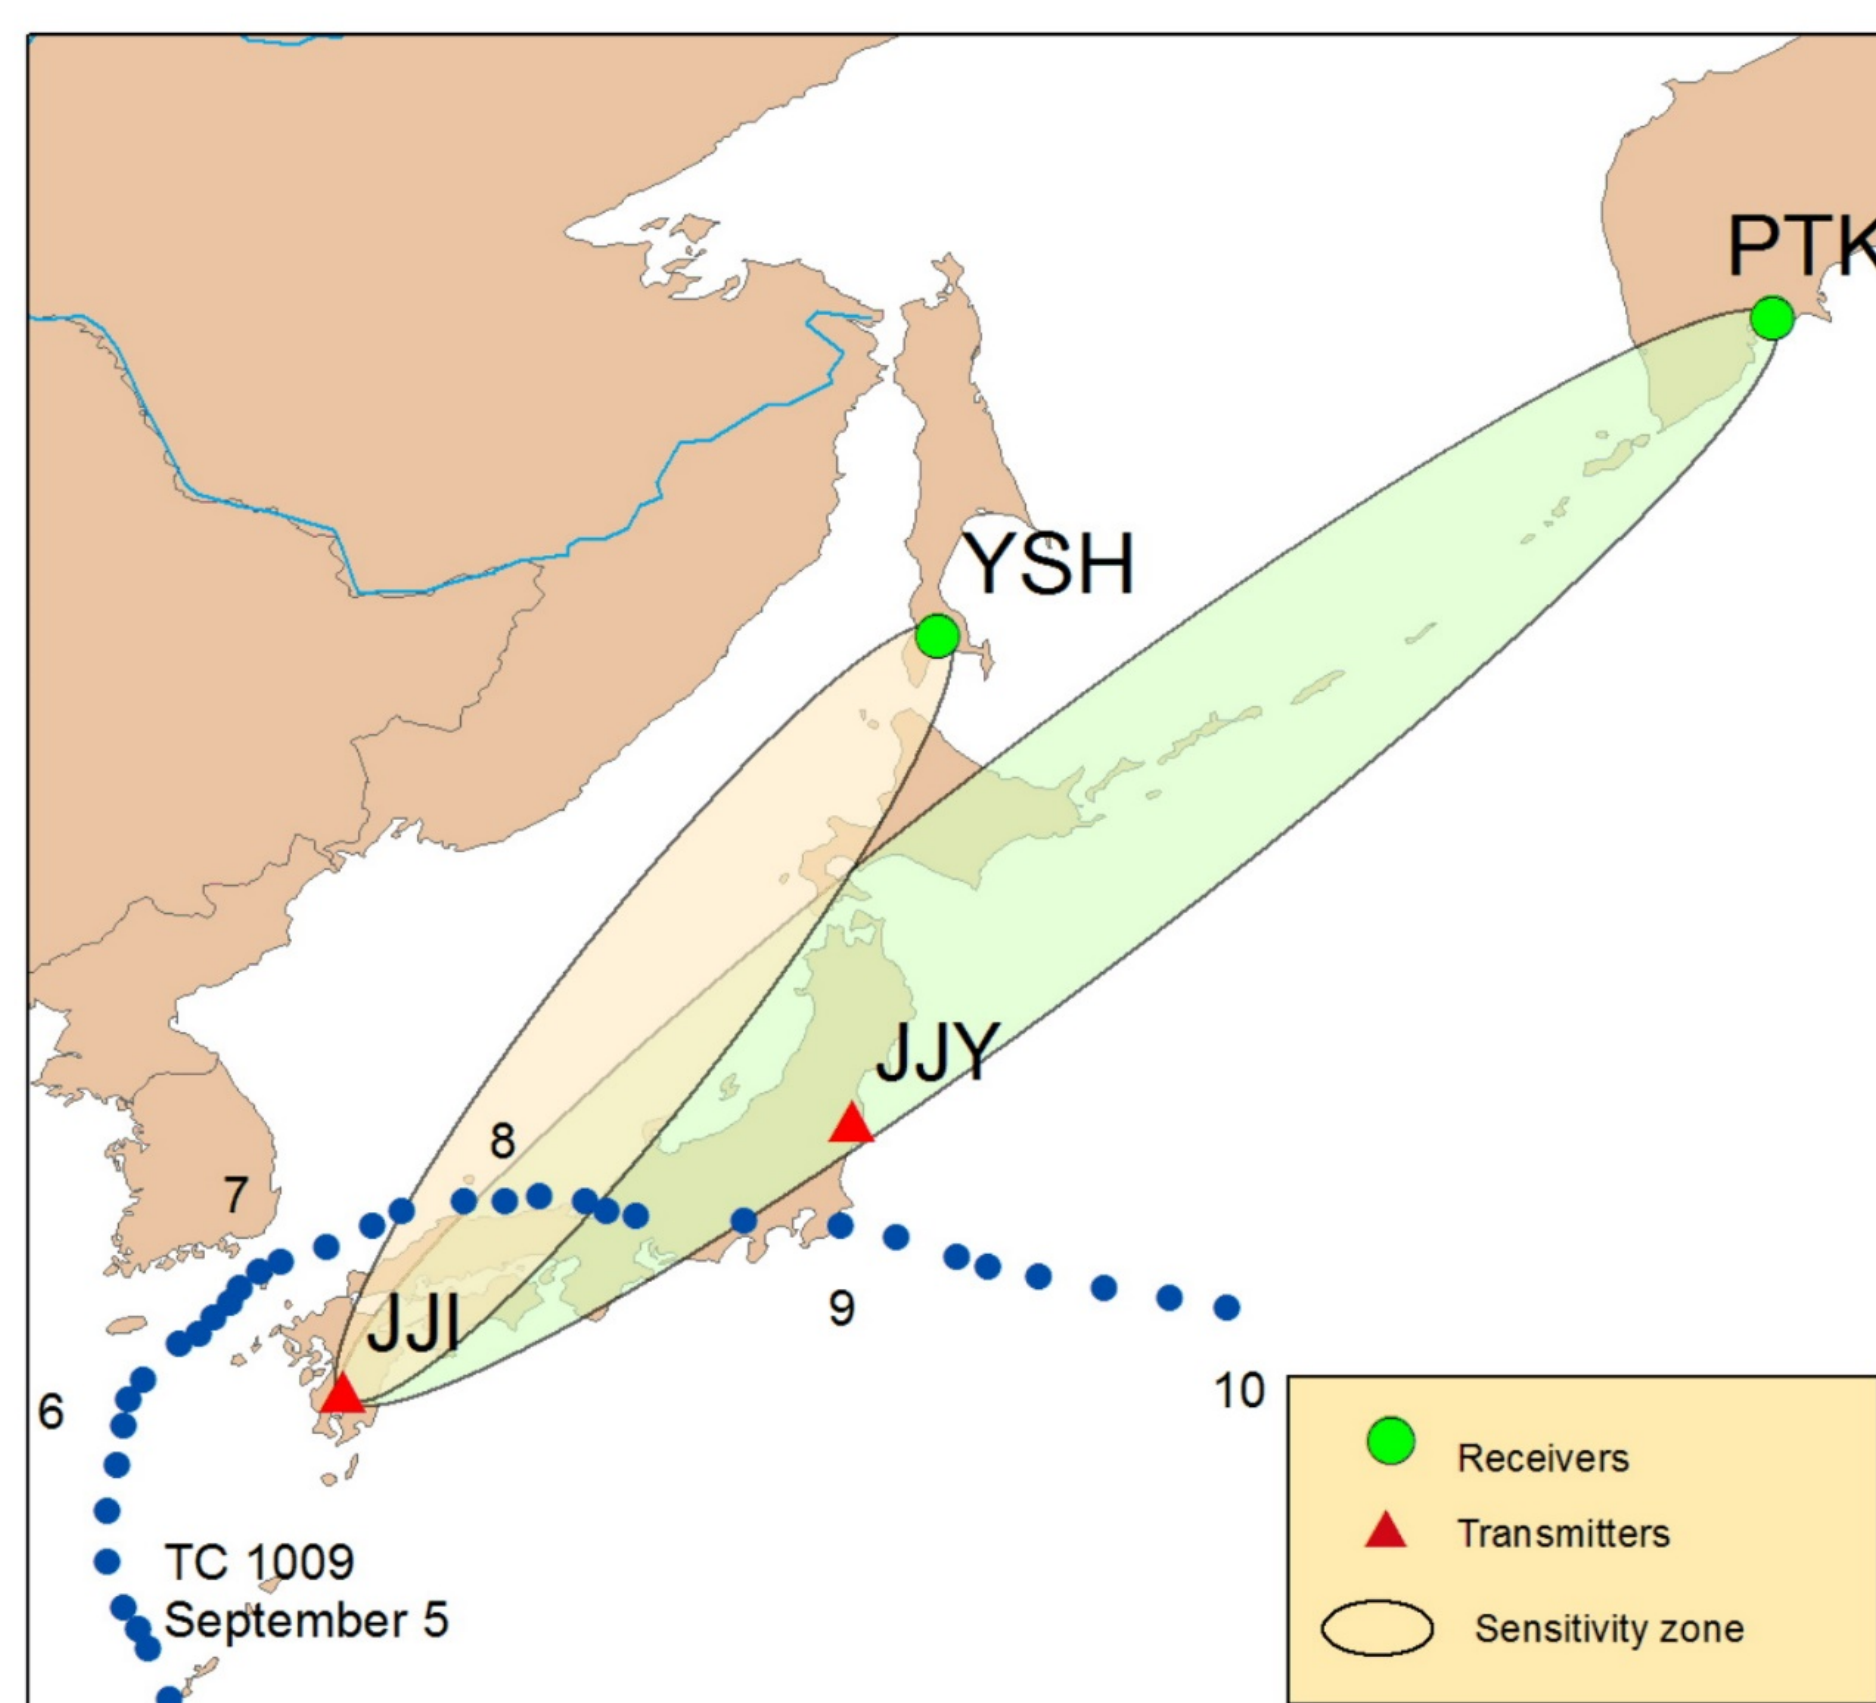 PTK
YSH
JJY
8
7
JJI
9
6
10
TC 1009
September 5
Receivers
Transmitters
Sensitivity zone